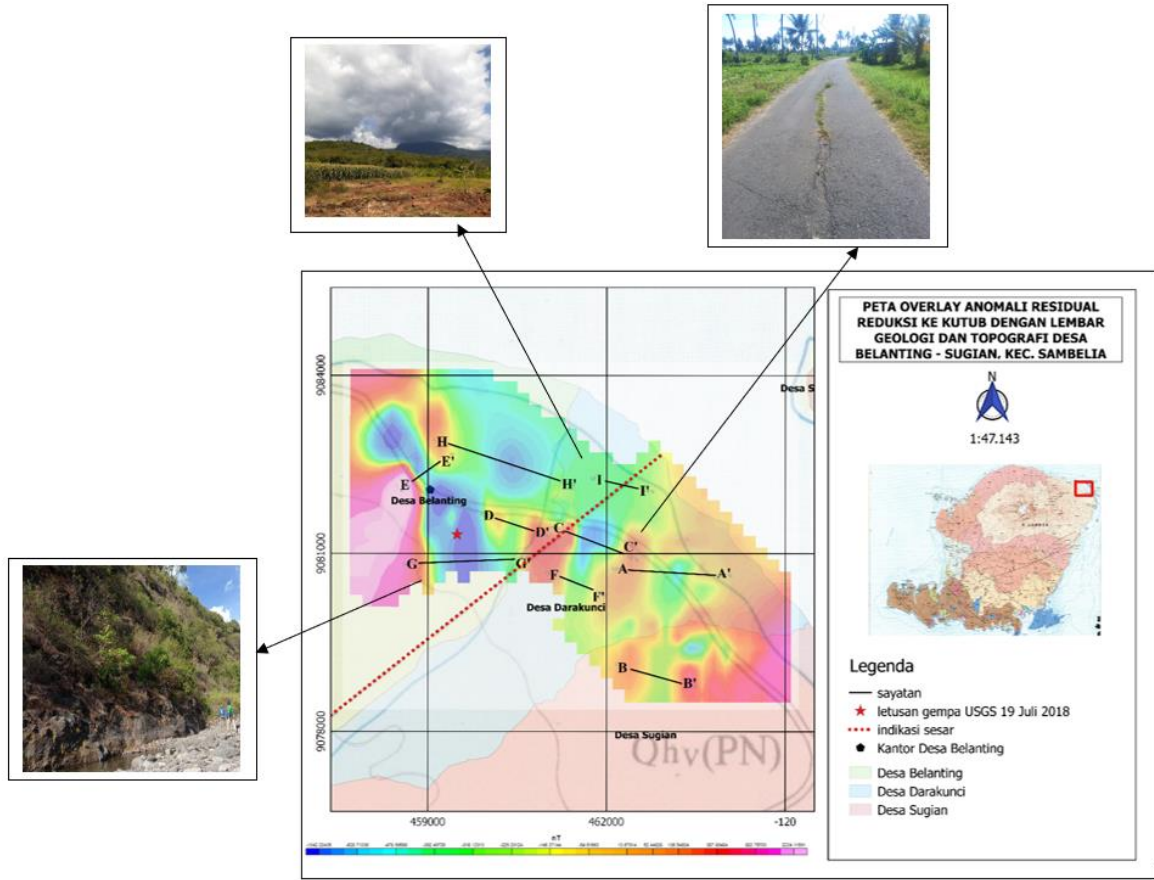 PETA OVERLAY ANOMALI RESIDUAL
REDUKSI KE KUTUB DENGAN LEMBAR
GEOLOGI DAN TOPOGRAFI DESA
BELANTING - SUGIAN, KEC. SAMBELIA
N
1:47.143
Legenda
sayatan
letusan gempa USGS 19 Juli 2018
indikasi sesar
Kantor Desa Belanting
Desa Belanting
Desa Darakunci
Desa Sugian
9084000
9081000
9078000
459000
462000
-120
Desa S
H
E'
E
H'
I
I'
Desa Belanting
D
D'
C
C'
G
G'
F
F'
A
A'
Desa Darakunci
B
B'
Desa Sugian
Qhv(PN)
nT